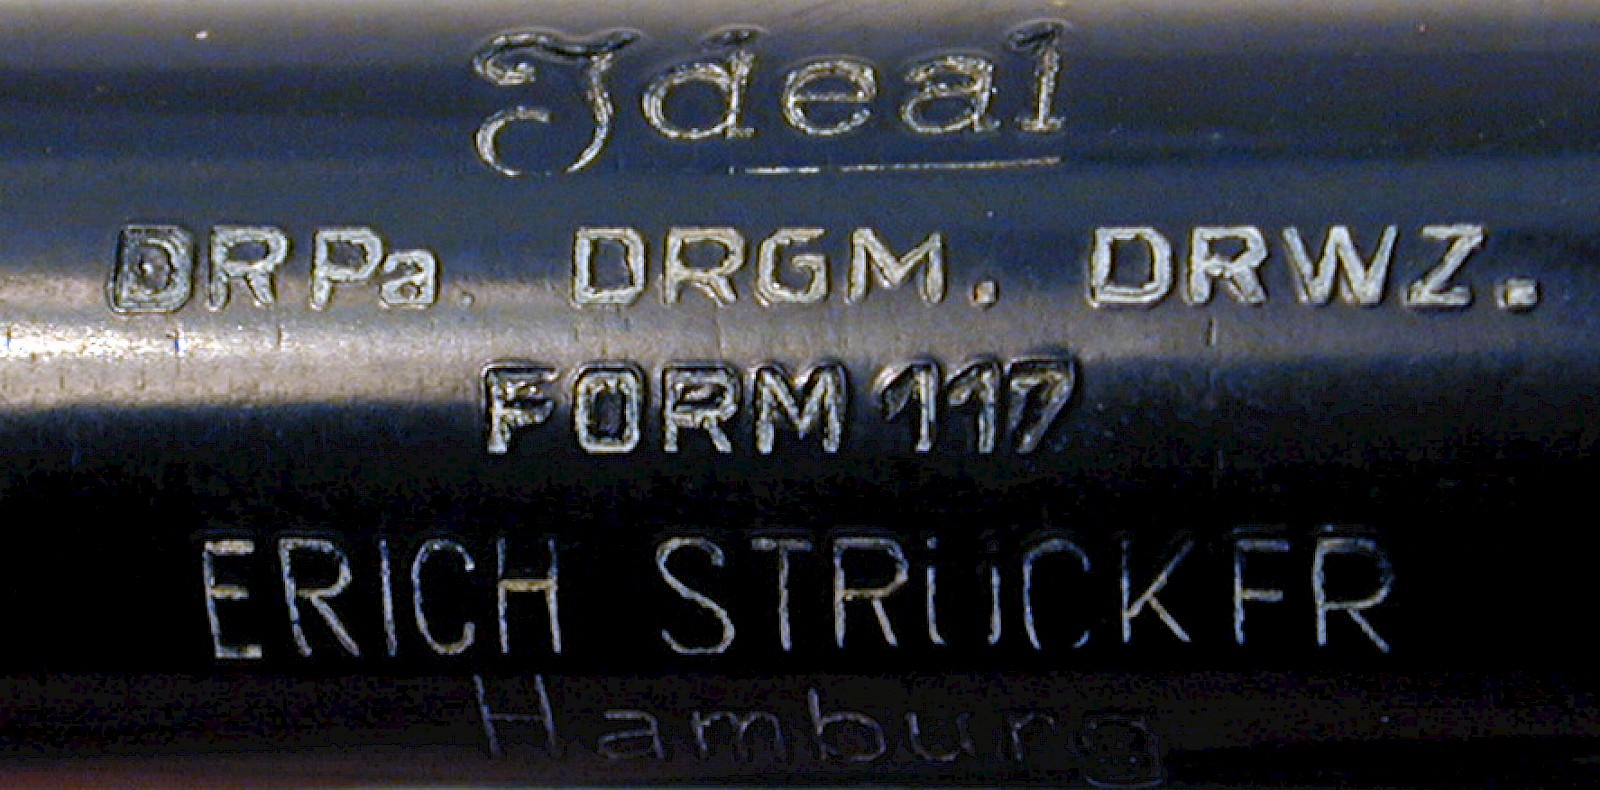 Ideal
DRPa. DRGM. DRWZ.
FORM 117
ERICH STRÜCKER
Hamburg